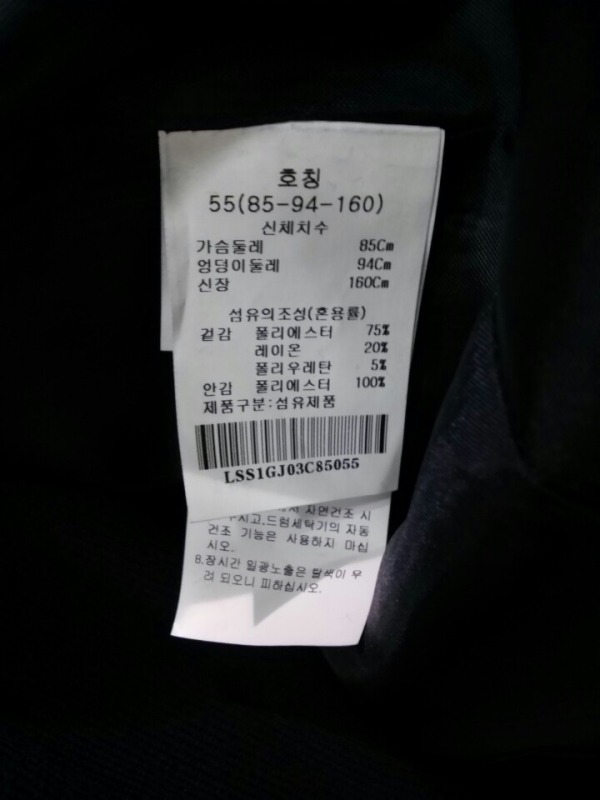 호칭
55(85-94-160)
신체치수
가슴둘레 85Cm
엉덩이둘레 94Cm
신장 160Cm
섬유의조성(혼용률)
겉감 폴리에스터 75%
레이온 20%
폴리우레탄 5%
안감 폴리에스터 100%
제품구분:섬유제품
LSS1GJ03C85055
자연건조 시
시고,드럼세탁기의 자동
건조 기능은 사용하지 마십
시오.
8.장시간 일광노출은 탈색이 우
려 되오니 피하십시오.